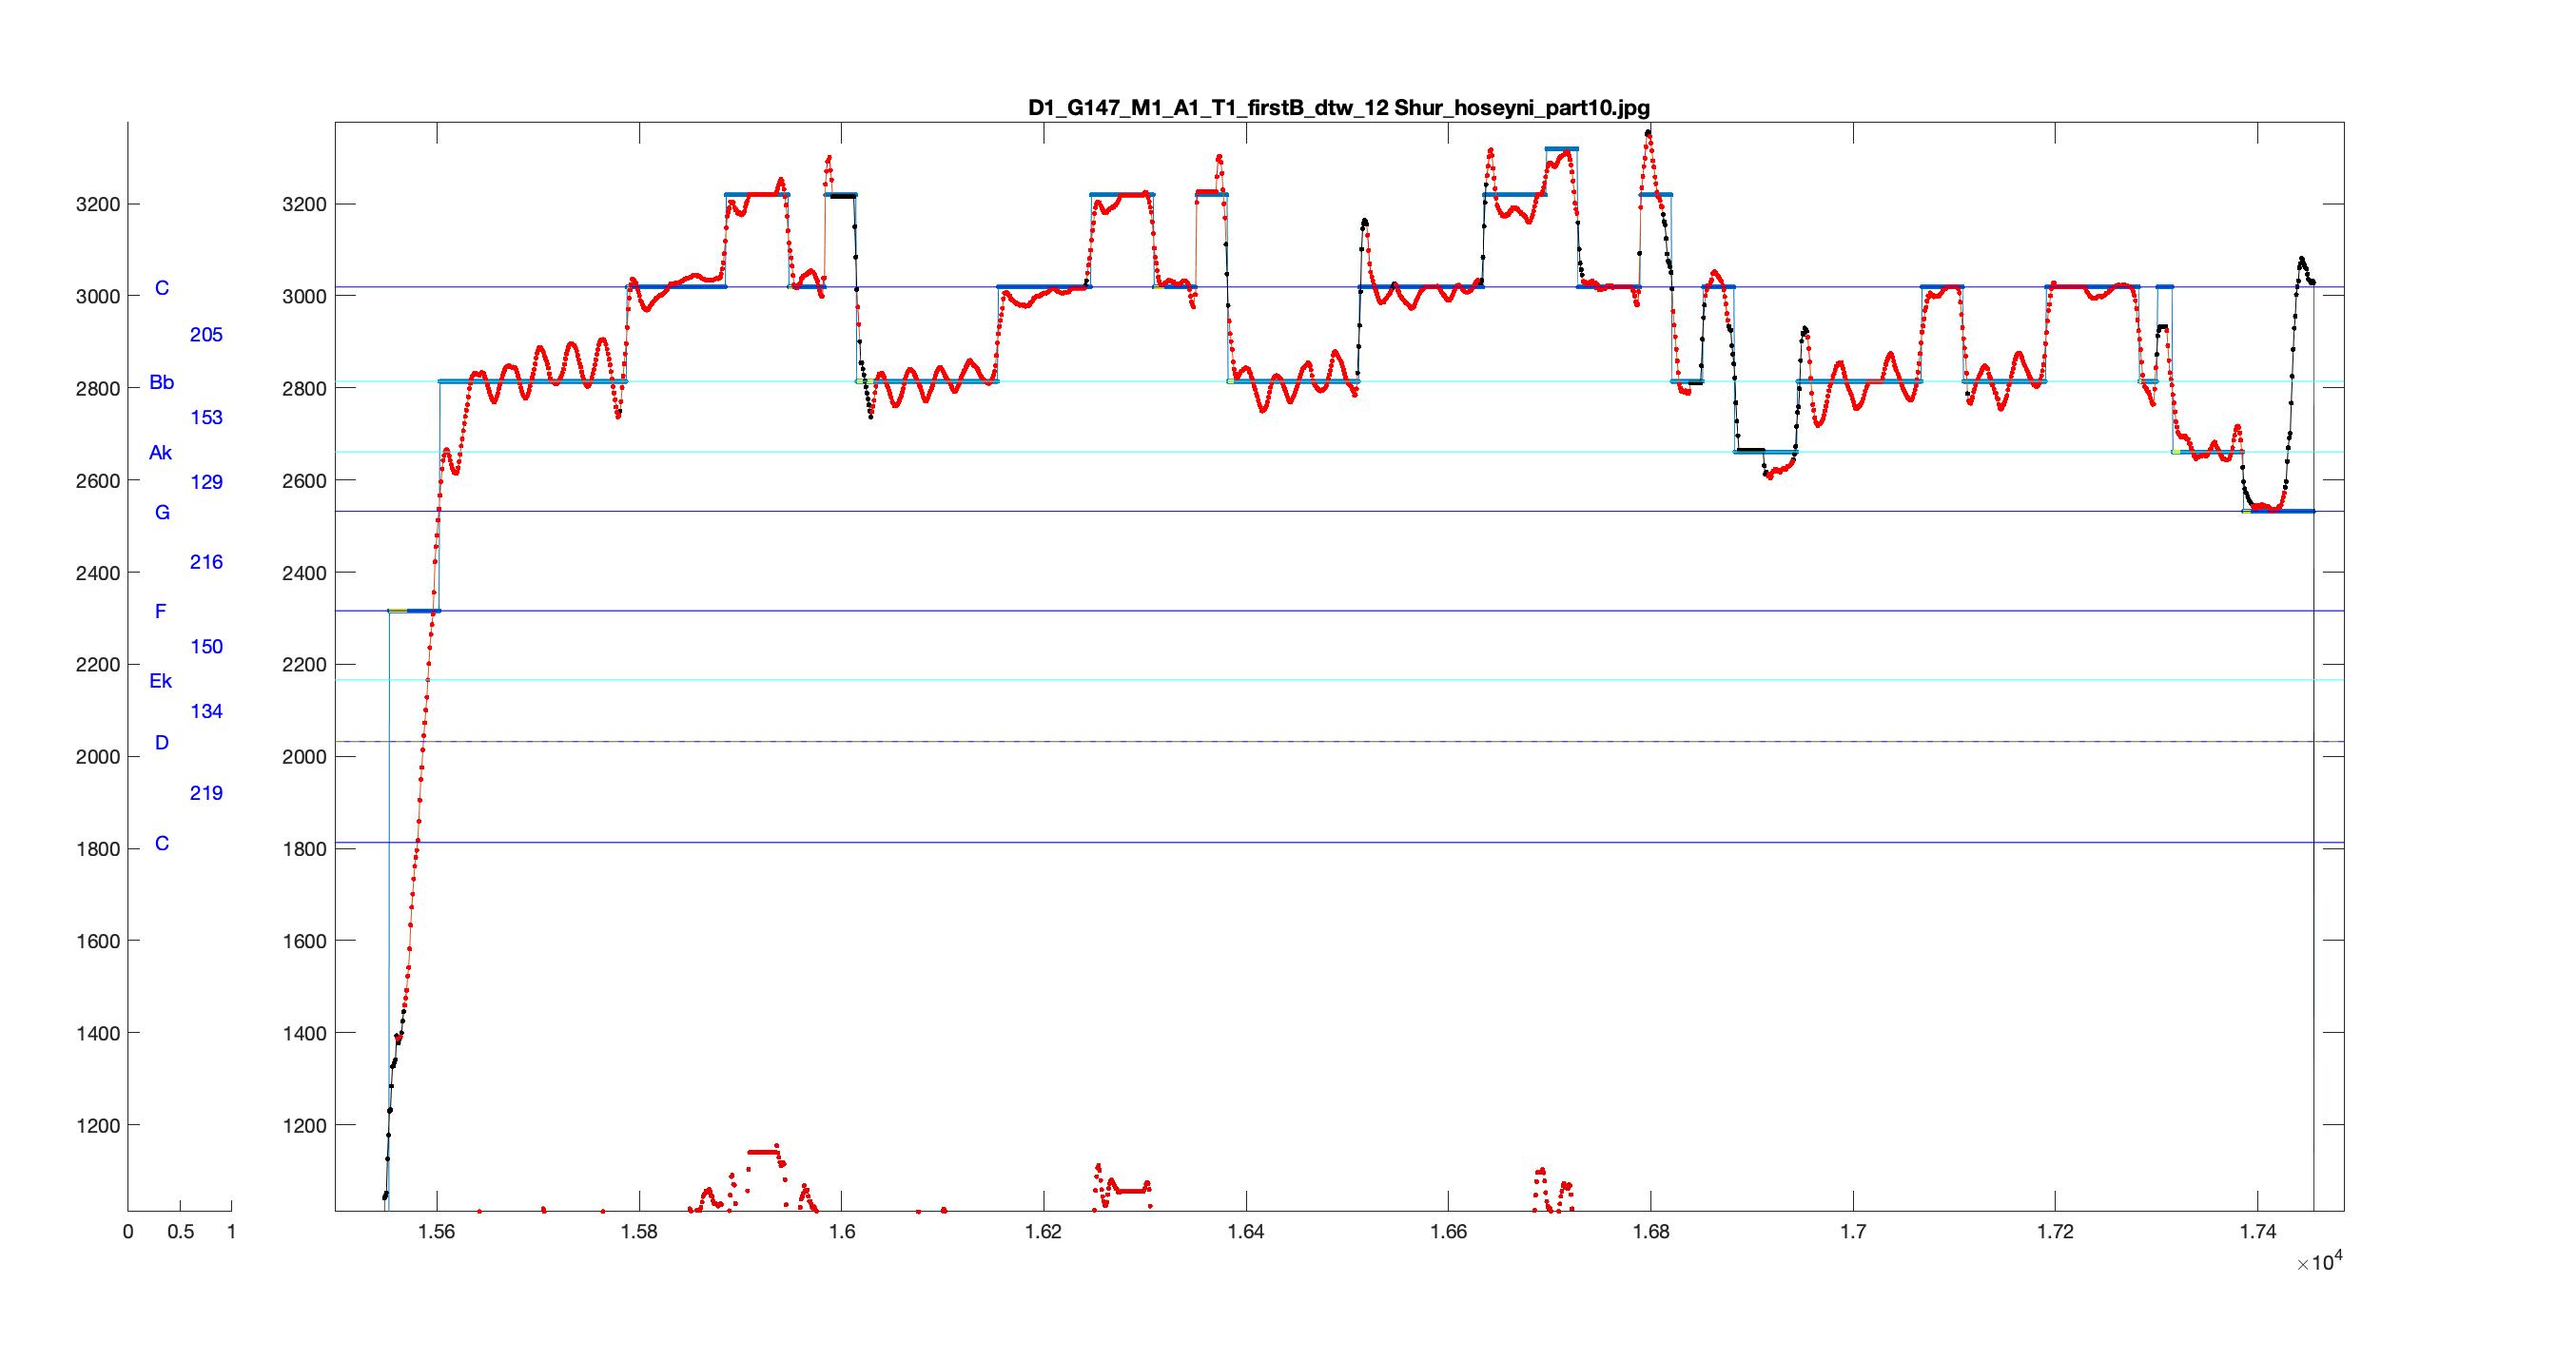 D1_G147_M1_A1_T1_firstB_dtw_12 Shur_hoseyni_part10.jpg
3200 3200
C 3000 3000
205
Bb 2800 2800
153
Ak
2600 129 2600
G
216
2400 2400
F
150
2200 2200
Ek
134
D
2000 2000
219
C
1800 1800
1600 1600
1400 1400
1200 1200
0 0.5 1 1.56 1.58 1.6 1.62 1.64 1.66 1.68 1.7 1.72 1.74
×10⁴